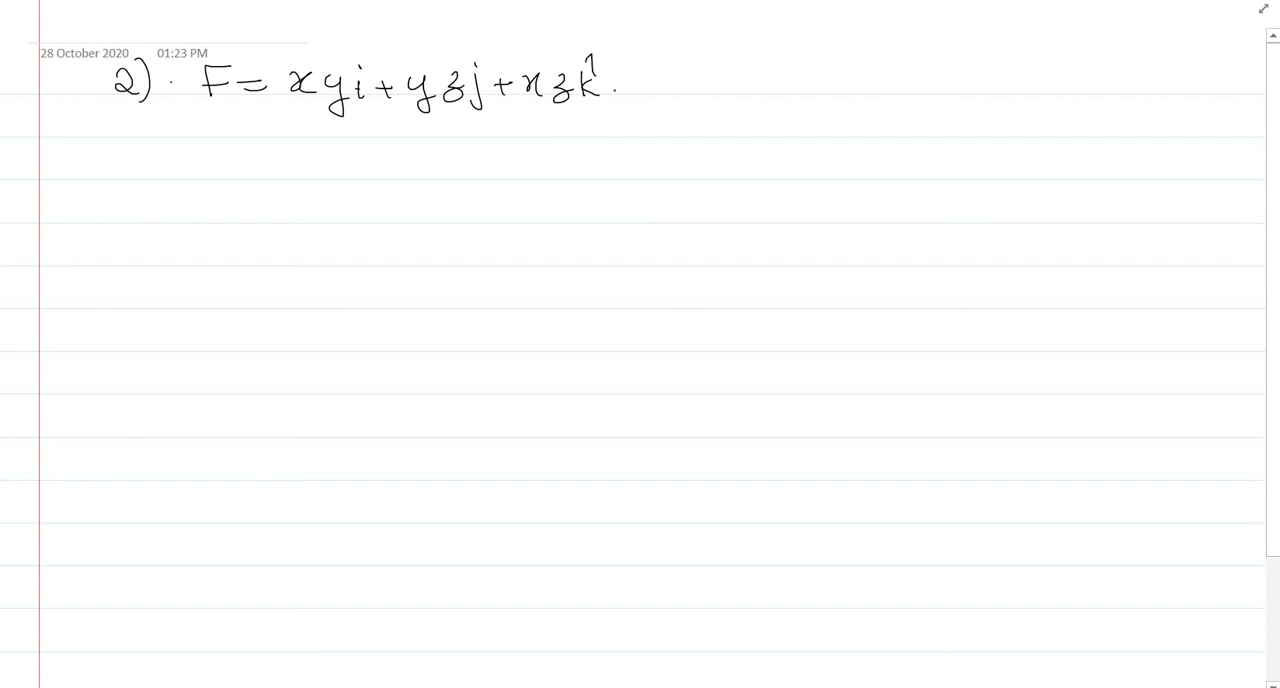 28 October 2020 01:23 PM
2). F = xyi + yzj + xzk̂.